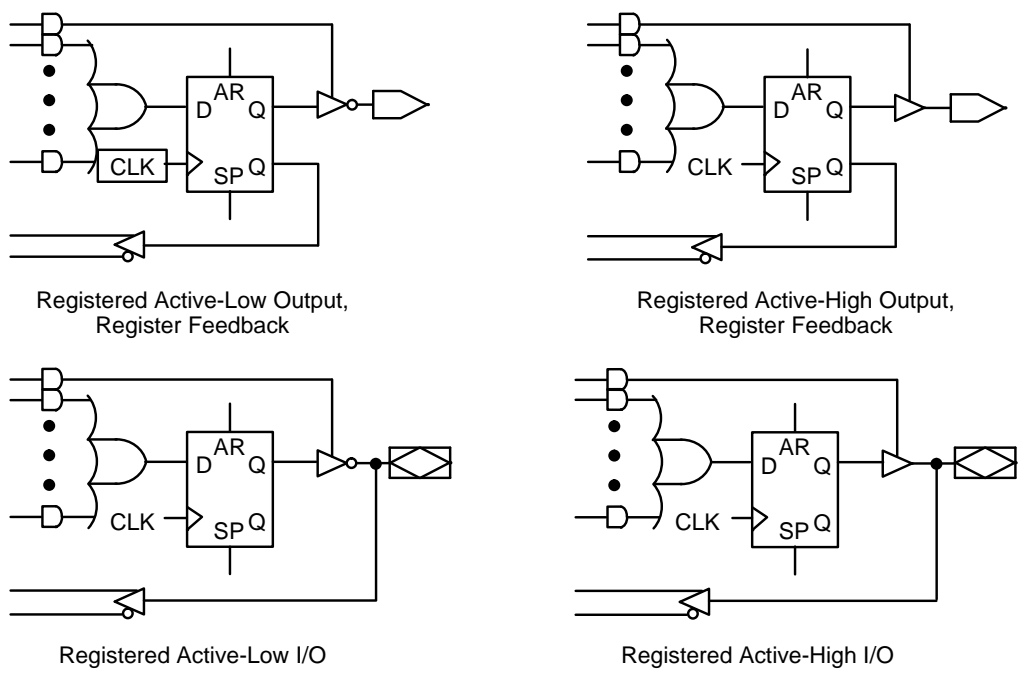 AR
D
Q
CLK
SP
Q
AR
D
Q
CLK
SP
Q
Registered Active-Low Output,
Register Feedback
Registered Active-High Output,
Register Feedback
AR
D
Q
CLK
SP
Q
AR
D
Q
CLK
SP
Q
Registered Active-Low I/O
Registered Active-High I/O